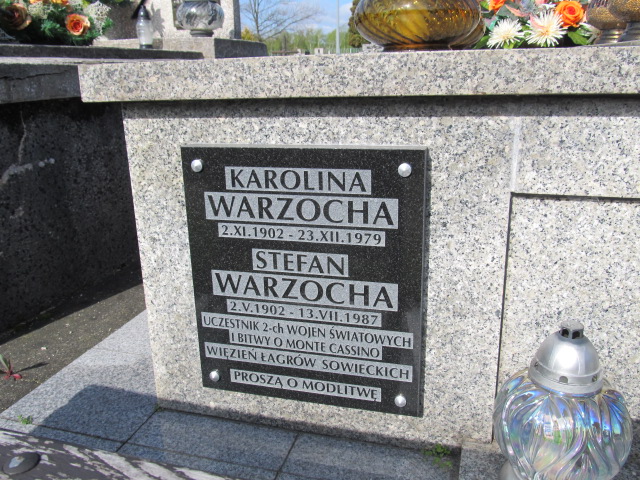 KAROLINA
WARZOCHA
2.XI.1902 - 23.XII.1979
STEFAN
WARZOCHA
2.V.1902 - 13.VII.1987
UCZESTNIK 2-ch WOJEN ŚWIATOWYCH
I BITWY O MONTE CASSINO
WIĘZIEŃ ŁAGRÓW SOWIECKICH
PROSZĄ O MODLITWĘ